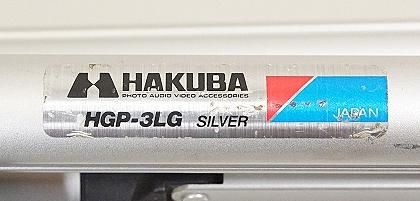 HAKUBA
PHOTO AUDIO VIDEO ACCESSORIES
HGP-3LG SILVER
JAPAN